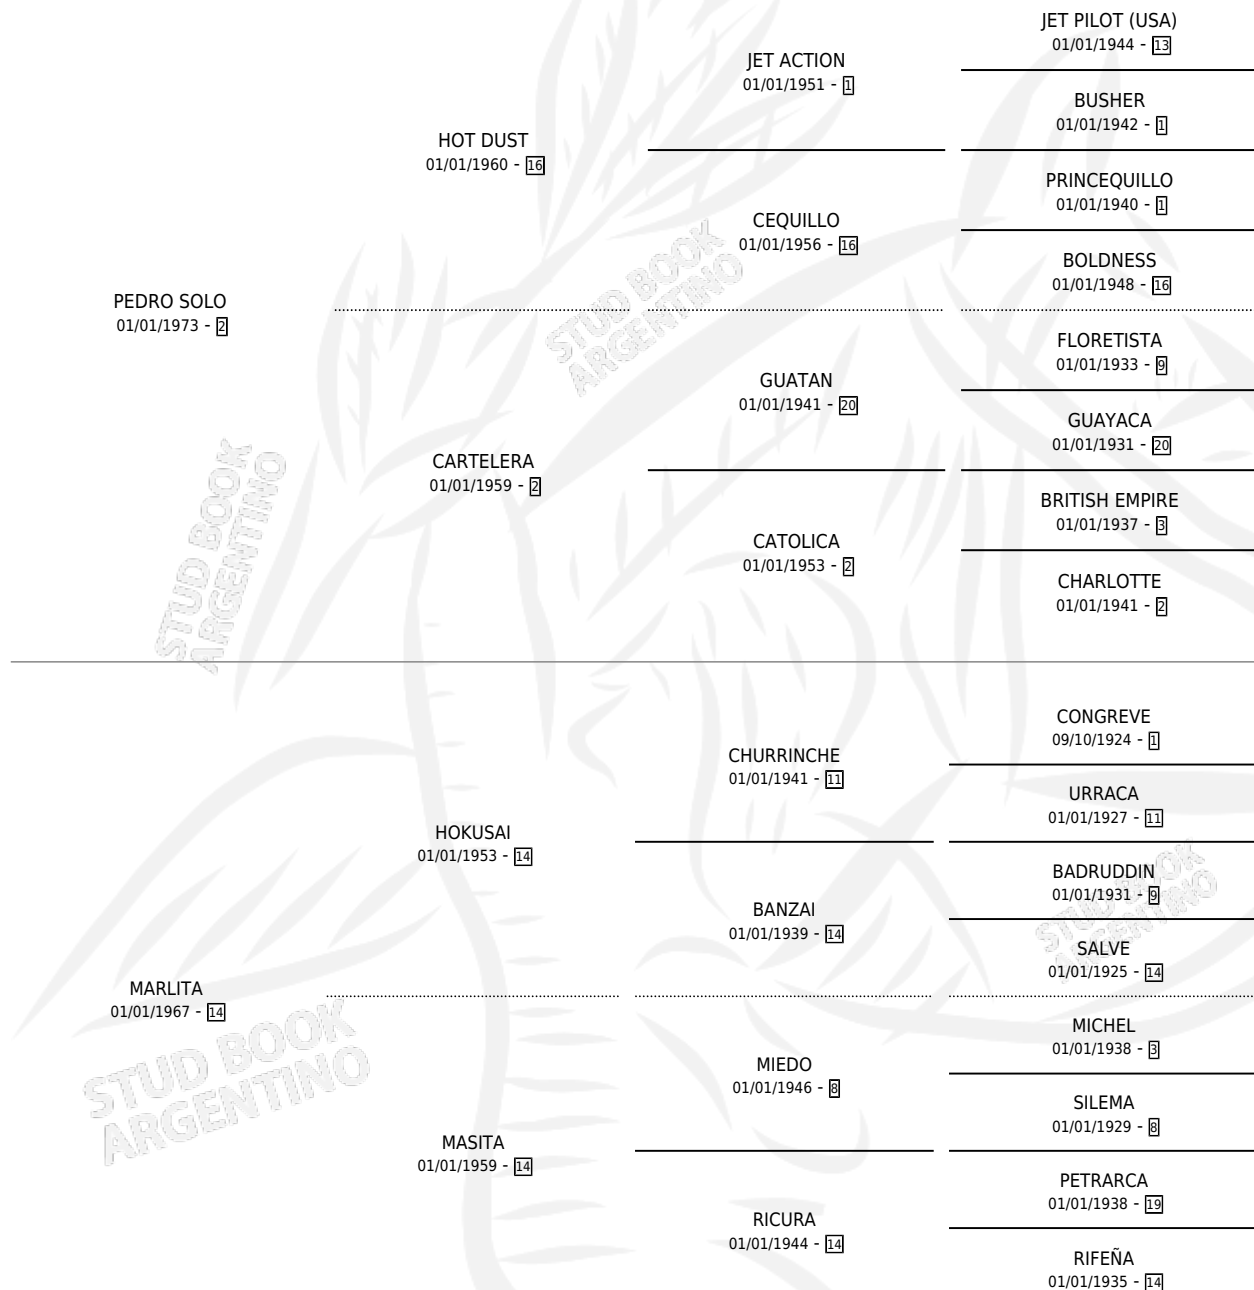 PEDRO SOLO
01/01/1973 - 2
HOT DUST
01/01/1960 - 16
JET ACTION
01/01/1951 - 1
JET PILOT (USA)
01/01/1944 - 13
BUSHER
01/01/1942 - 1
CEQUILLO
01/01/1956 - 16
PRINCEQUILLO
01/01/1940 - 1
BOLDNESS
01/01/1948 - 16
CARTELERA
01/01/1959 - 2
GUATAN
01/01/1941 - 20
FLORETISTA
01/01/1933 - 9
GUAYACA
01/01/1931 - 20
CATOLICA
01/01/1953 - 2
BRITISH EMPIRE
01/01/1937 - 3
CHARLOTTE
01/01/1941 - 2
MARLITA
01/01/1967 - 14
HOKUSAI
01/01/1953 - 14
CHURRINCHE
01/01/1941 - 11
CONGREVE
09/10/1924 - 1
URRACA
01/01/1927 - 11
BANZAI
01/01/1939 - 14
BADRUDDIN
01/01/1931 - 9
SALVE
01/01/1925 - 14
MASITA
01/01/1959 - 14
MIEDO
01/01/1946 - 8
MICHEL
01/01/1938 - 3
SILEMA
01/01/1929 - 8
RICURA
01/01/1944 - 14
PETRARCA
01/01/1938 - 19
RIFEÑA
01/01/1935 - 14
STUD BOOK
ARGENTINO
STUD BOOK
ARGENTINO
STUD BOOK
ARGENTINO
STUD BOOK
ARGENTINO